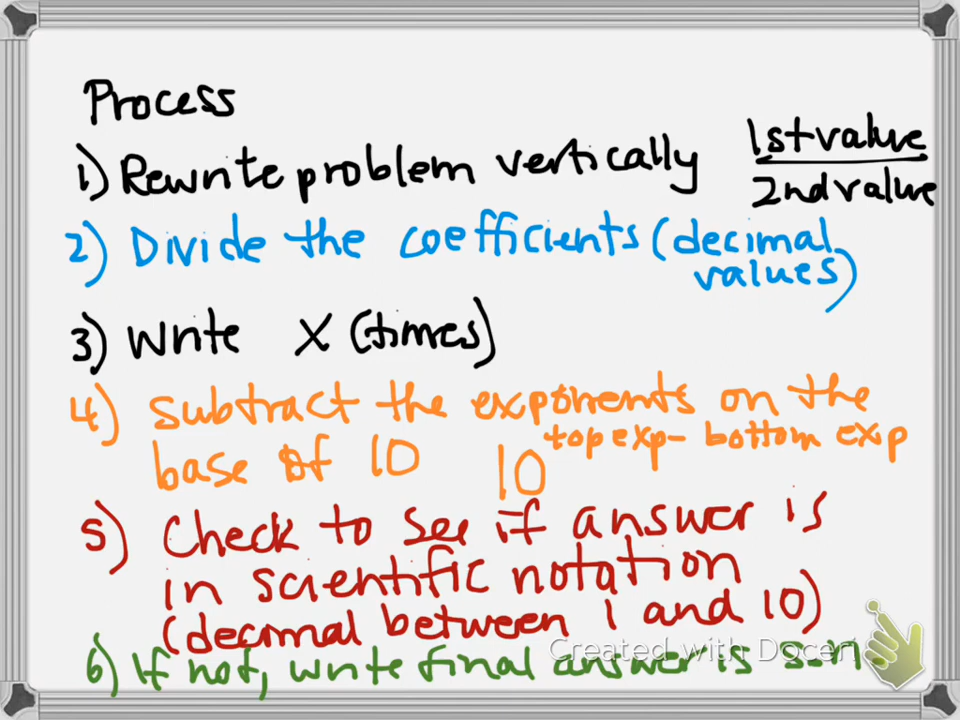 Process
1) Rewrite problem vertically 1st value
2nd value
2) Divide the coefficients (decimal
values)
3) Write X (times)
4) Subtract the exponents on the
base of 10 10 top exp - bottom exp
5) Check to see if answer is
in scientific notation
(decimal between 1 and 10)
6) If not, write final answer is s.n.
Created with Doceri